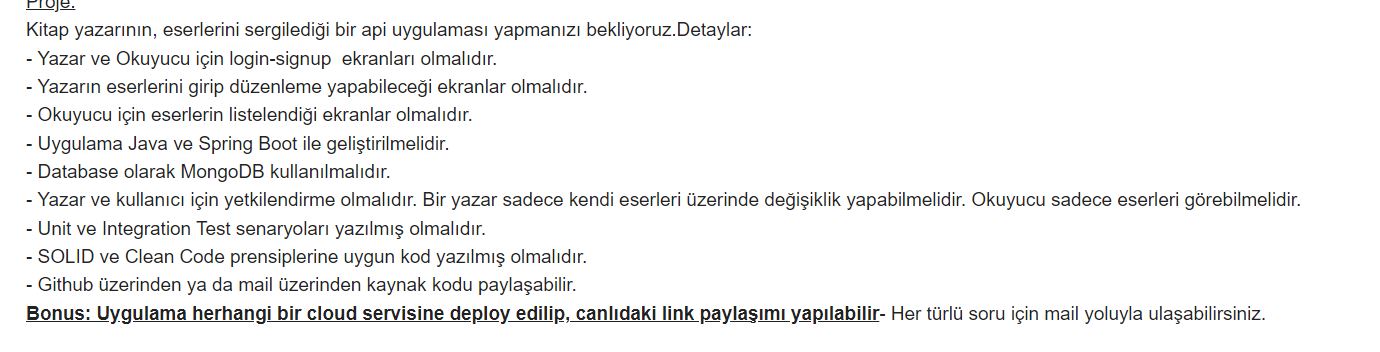 Proje:
Kitap yazarının, eserlerini sergilediği bir api uygulaması yapmanızı bekliyoruz.Detaylar:
- Yazar ve Okuyucu için login-signup  ekranları olmalıdır.
- Yazarın eserlerini girip düzenleme yapabileceği ekranlar olmalıdır.
- Okuyucu için eserlerin listelendiği ekranlar olmalıdır.
- Uygulama Java ve Spring Boot ile geliştirilmelidir.
- Database olarak MongoDB kullanılmalıdır.
- Yazar ve kullanıcı için yetkilendirme olmalıdır. Bir yazar sadece kendi eserleri üzerinde değişiklik yapabilmelidir. Okuyucu sadece eserleri görebilmelidir.
- Unit ve Integration Test senaryoları yazılmış olmalıdır.
- SOLID ve Clean Code prensiplerine uygun kod yazılmış olmalıdır.
- Github üzerinden ya da mail üzerinden kaynak kodu paylaşabilir.
Bonus: Uygulama herhangi bir cloud servisine deploy edilip, canlıdaki link paylaşımı yapılabilir- Her türlü soru için mail yoluyla ulaşabilirsiniz.